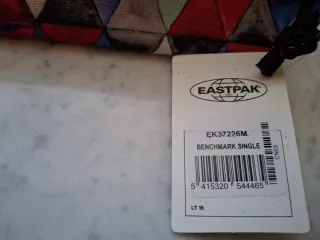 EASTPAK
EK37226M
BENCHMARK SINGLE
5 415320 544465
LT 16